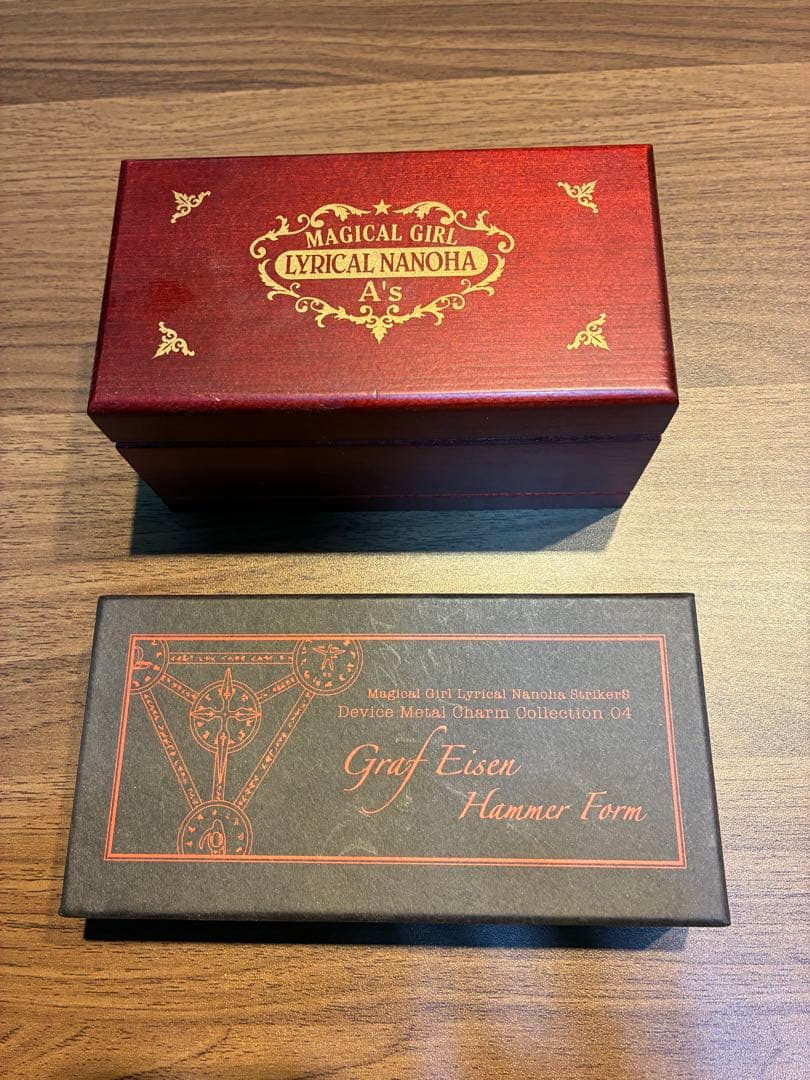 MAGICAL GIRL
LYRICAL NANOHA
A's
Magical Girl Lyrical Nanoha StrikerS
Device Metal Charm Collection 04
Graf Eisen
Hammer Form